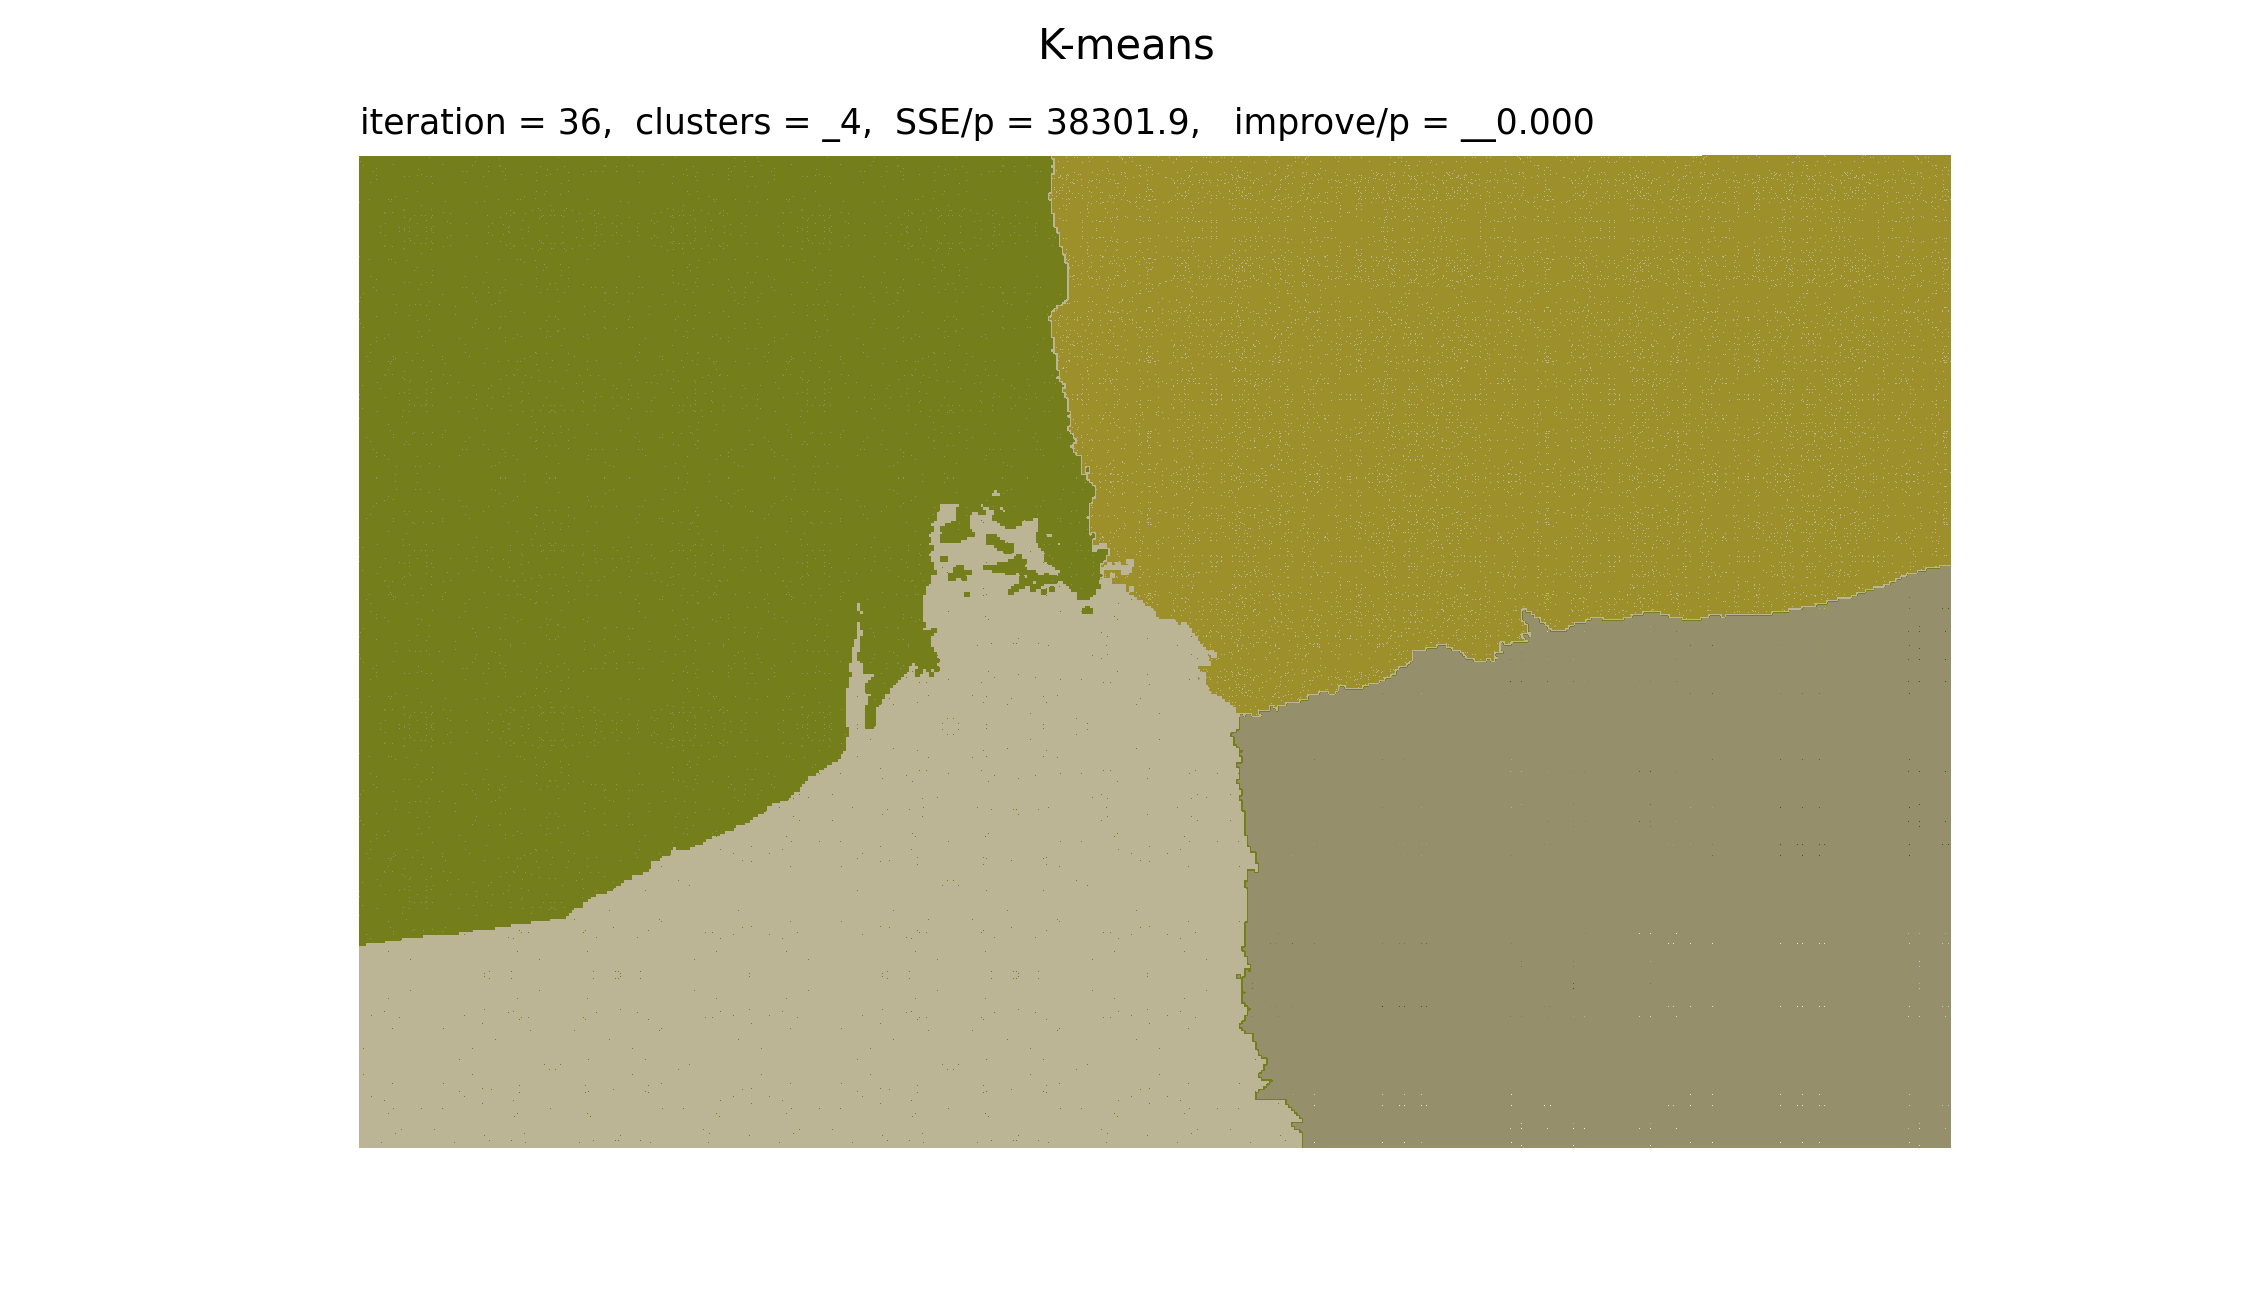 K-means
iteration = 36,  clusters = _4,  SSE/p = 38301.9,   improve/p = __0.000